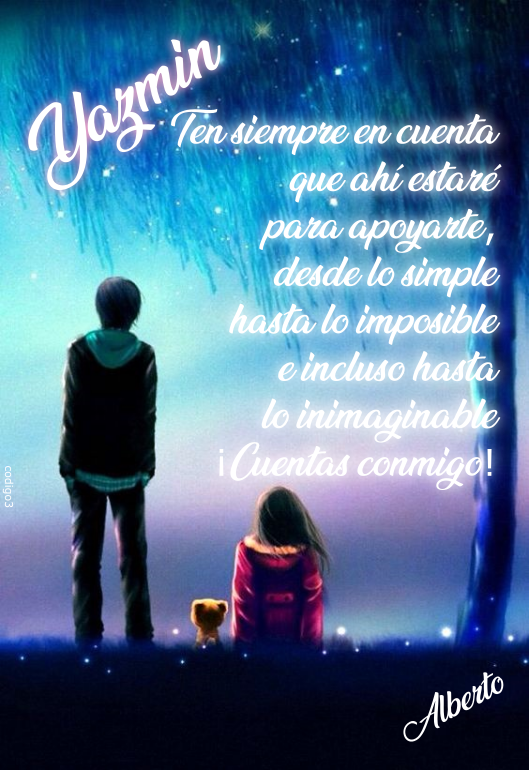 Yazmin
Ten siempre en cuenta
que ahí estaré
para apoyarte,
desde lo simple
hasta lo imposible
e incluso hasta
lo inimaginable
¡Cuentas conmigo!
codigo3
Alberto